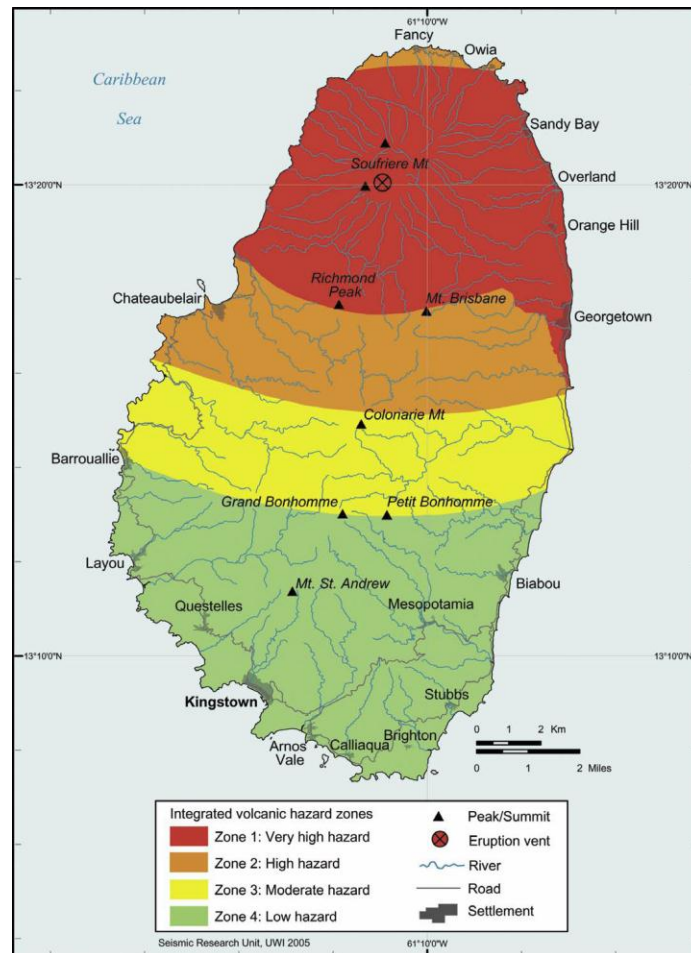 61°10'0"W
Fancy
Owia
Caribbean
Sea
Sandy Bay
Soufriere Mt
Overland
13°20'0"N
13°20'0"N
Orange Hill
Richmond
Peak
Mt. Brisbane
Chateaubelair
Georgetown
Colonarie Mt
Barrouallie
Grand Bonhomme
Petit Bonhomme
Layou
Biabou
Mt. St. Andrew
Questelles
Mesopotamia
13°10'0"N
13°10'0"N
Kingstown
Stubbs
0 1 2 Km
Arnos
Vale
Calliaqua
Brighton
0 1 2 Miles
Integrated volcanic hazard zones
Zone 1: Very high hazard
Zone 2: High hazard
Zone 3: Moderate hazard
Zone 4: Low hazard
Peak/Summit
Eruption vent
River
Road
Settlement
Seismic Research Unit, UWI 2005
61°10'0"W